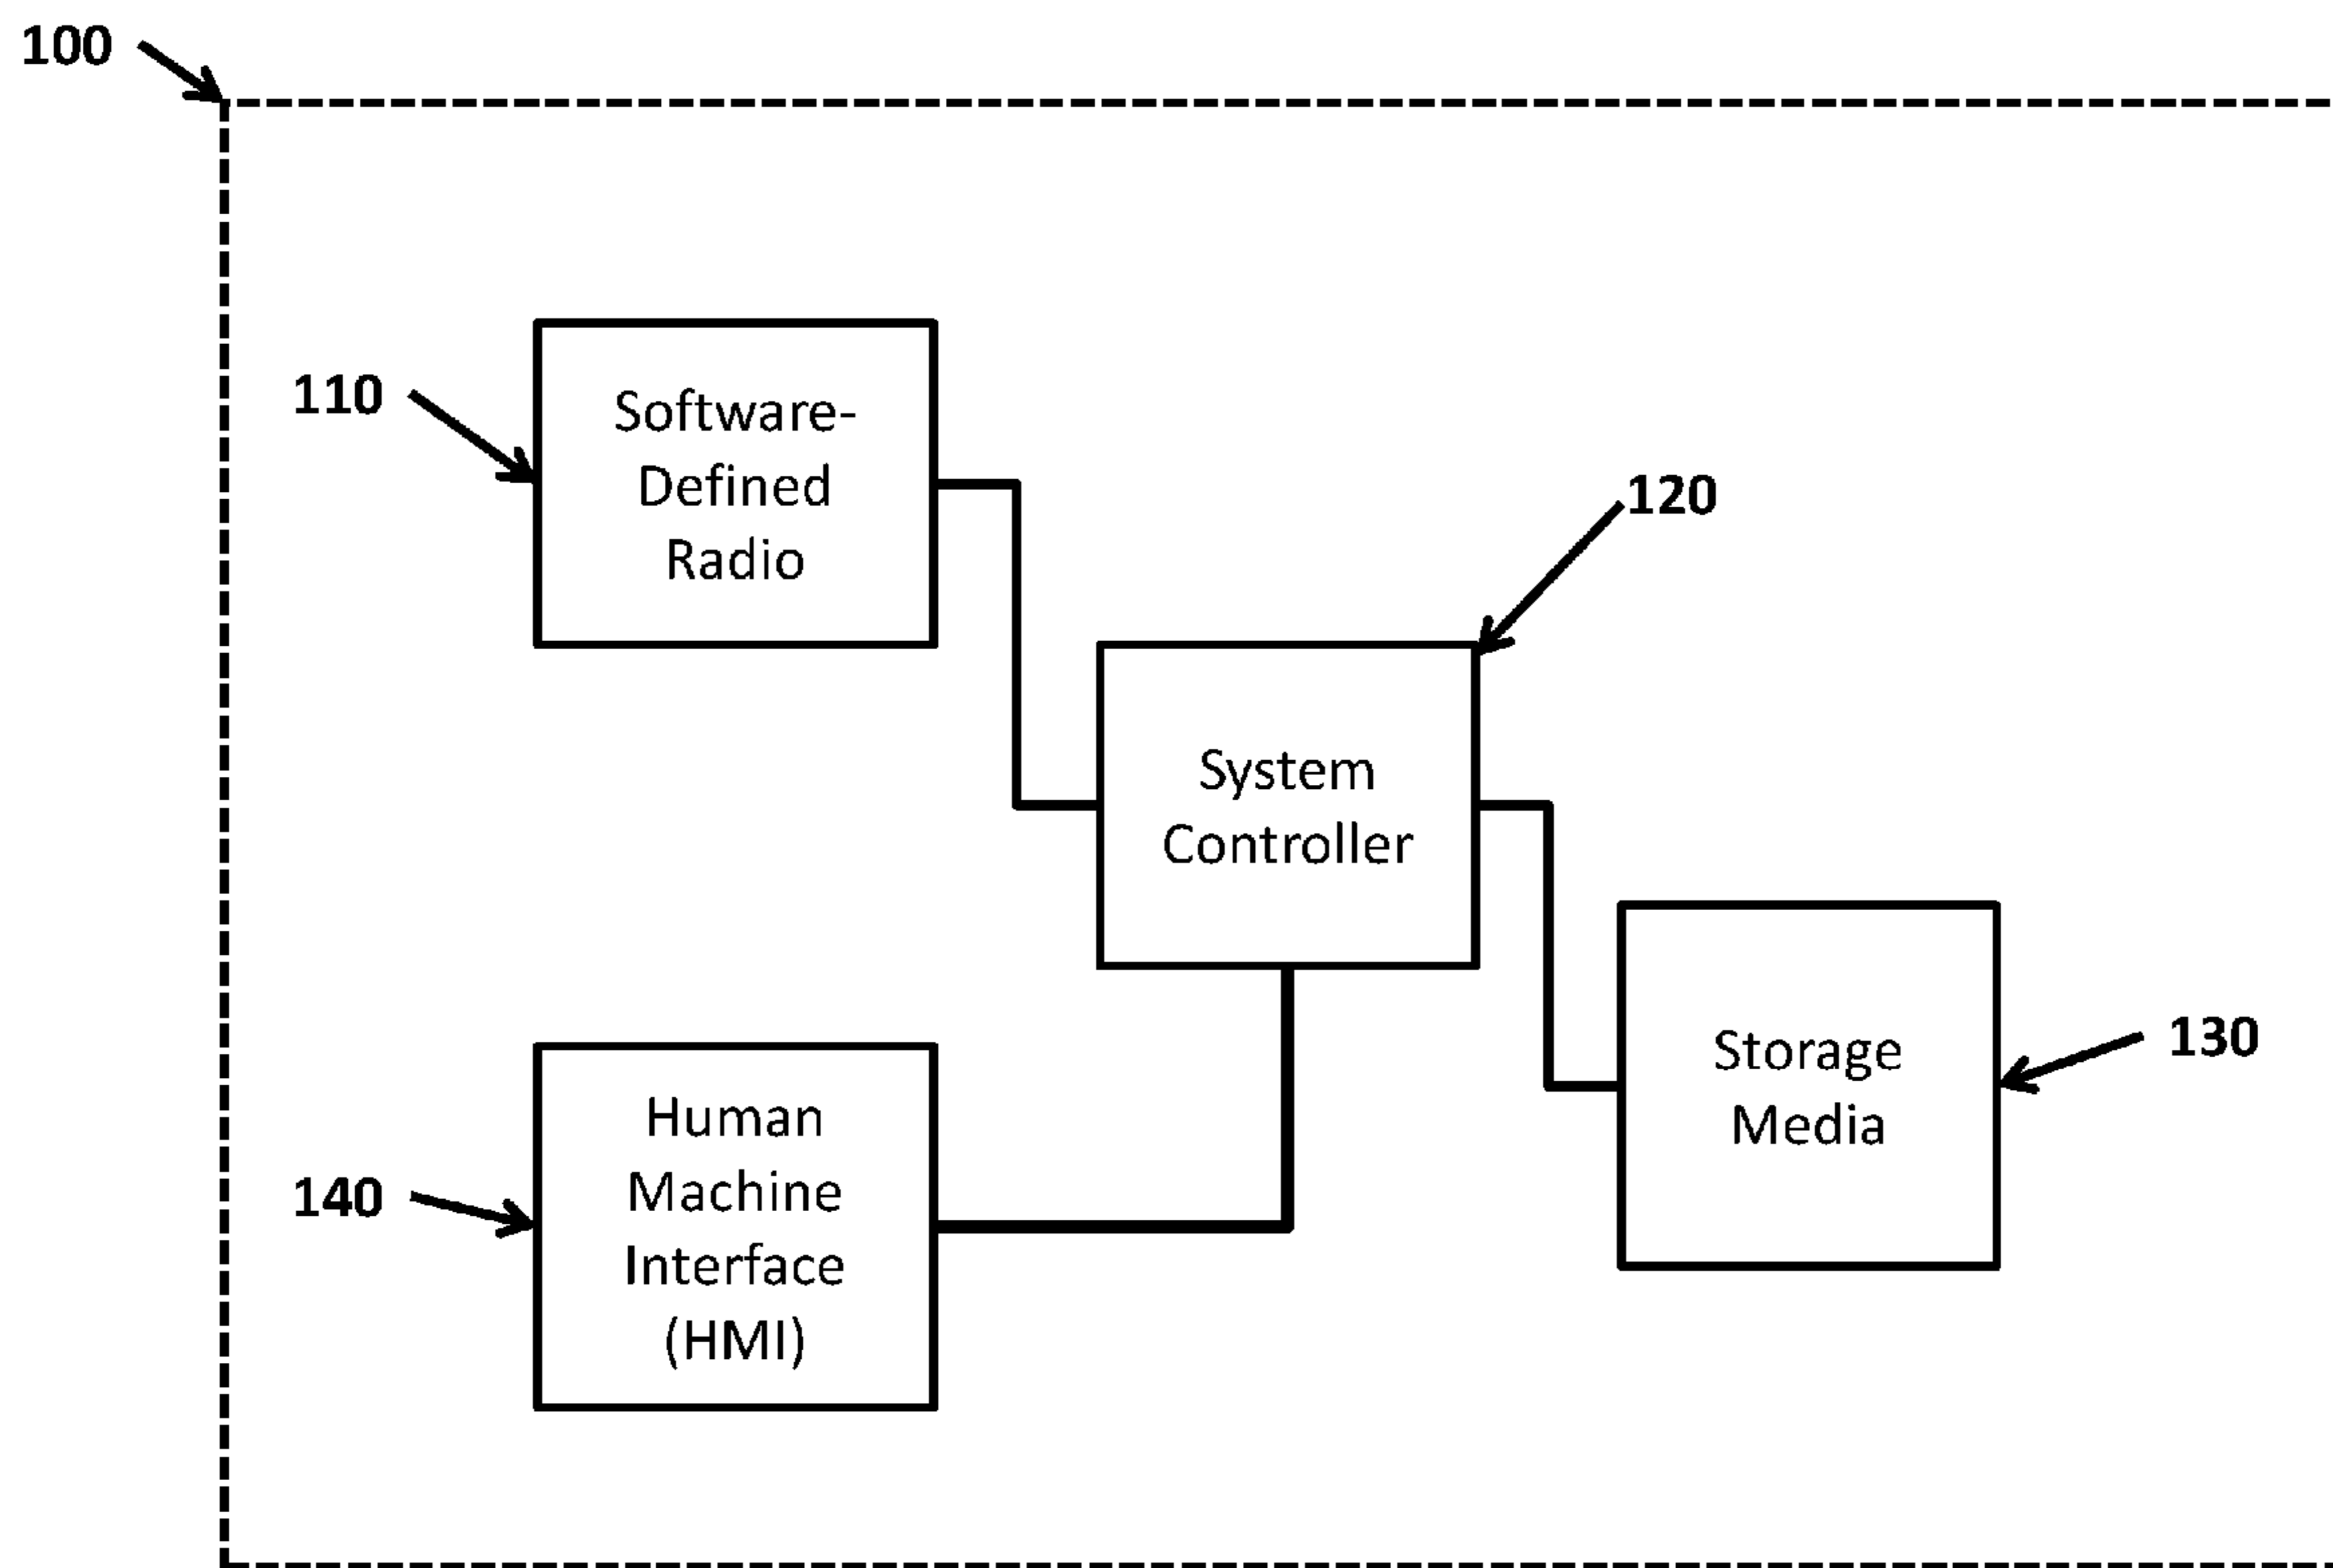 100
110
Software-
Defined
Radio
120
System
Controller
130
Storage
Media
140
Human
Machine
Interface
(HMI)